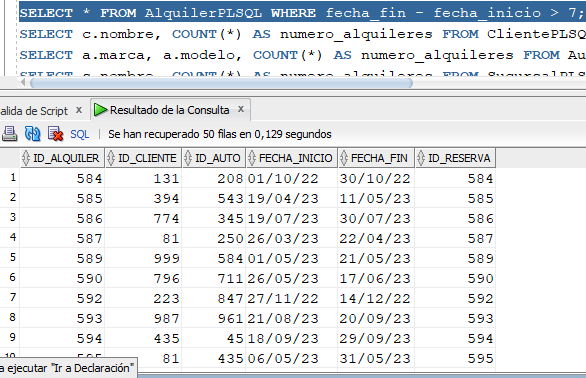 SELECT * FROM AlquilerPLSQL WHERE fecha_fin - fecha_inicio > 7;
SELECT c.nombre, COUNT(*) AS numero_alquileres FROM ClientePLSQ
SELECT a.marca, a.modelo, COUNT(*) AS numero_alquileres FROM Au
SELECT s.nombre, COUNT(*) AS numero_alquileres FROM SucursalPLS
alida de Script x Resultado de la Consulta x
SQL | Se han recuperado 50 filas en 0,129 segundos
ID_ALQUILER ID_CLIENTE ID_AUTO FECHA_INICIO FECHA_FIN ID_RESERVA
1 584 131 208 01/10/22 30/10/22 584
2 585 394 543 19/04/23 11/05/23 585
3 586 774 345 19/07/23 30/07/23 586
4 587 81 250 26/03/23 22/04/23 587
5 589 999 584 01/05/23 21/05/23 589
6 590 796 711 26/05/23 17/06/23 590
7 592 223 847 27/11/22 14/12/22 592
8 593 987 961 21/08/23 20/09/23 593
9 594 435 45 18/09/23 29/09/23 594
10 595 81 435 06/05/23 31/05/23 595
a ejecutar "Ir a Declaración"